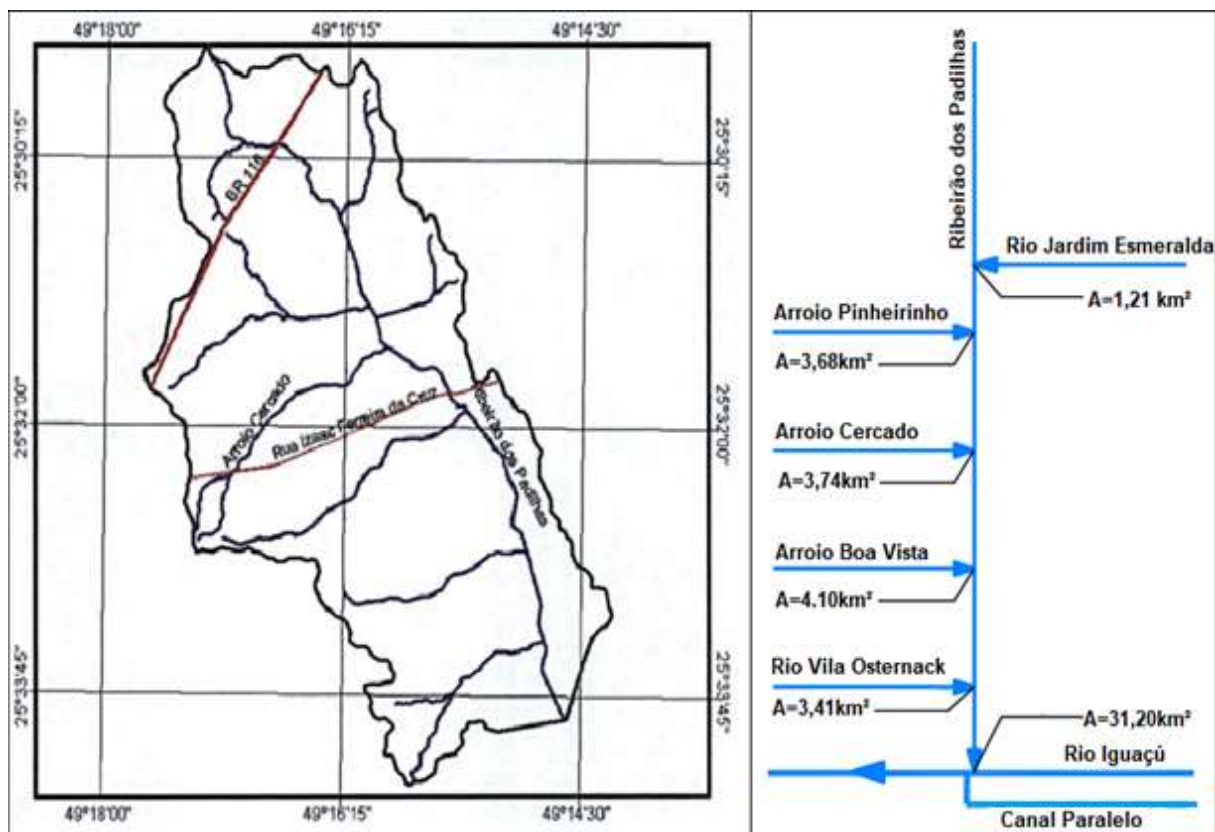 49°18'00"
49°16'15"
49°14'30"
25°30'15"
25°30'15"
BR 116
Arroio Cercado
Rua Izaac Ferreira da Cruz
Ribeirão dos Padilhas
25°32'00"
25°32'00"
25°33'45"
25°33'45"
49°18'00"
49°16'15"
49°14'30"
Ribeirão dos Padilhas
Rio Jardim Esmeralda
A=1,21 km²
Arroio Pinheirinho
A=3,68km²
Arroio Cercado
A=3,74km²
Arroio Boa Vista
A=4.10km²
Rio Vila Osternack
A=3,41km²
A=31,20km²
Rio Iguaçú
Canal Paralelo